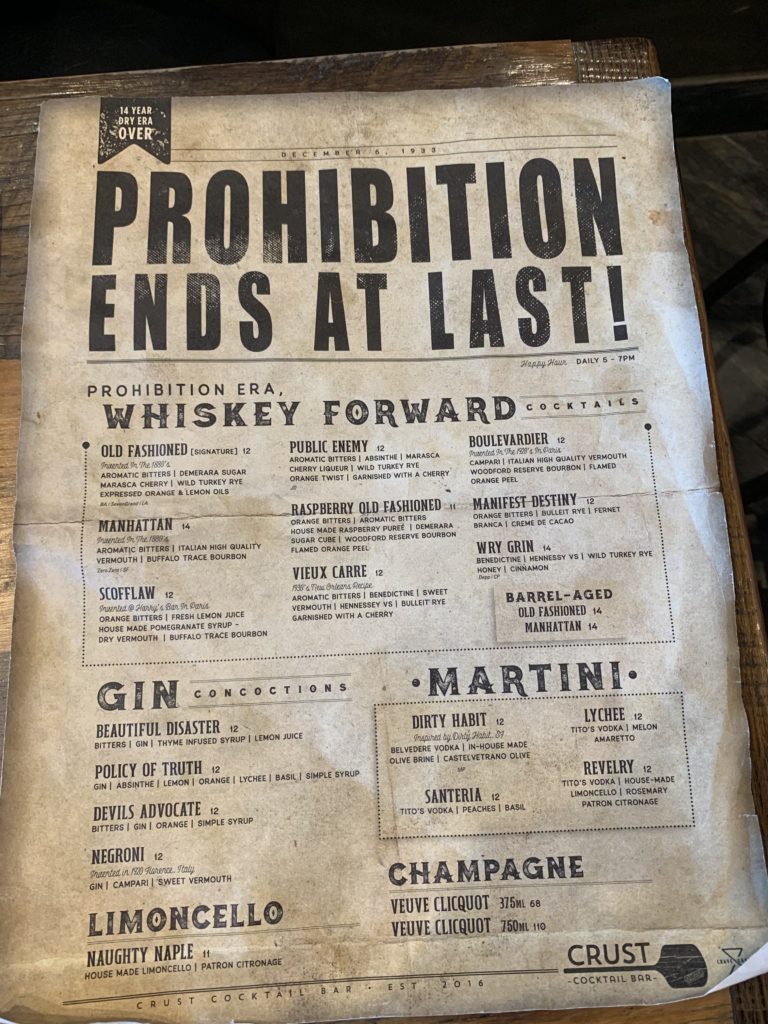 14 YEAR
DRY ERA
OVER
DECEMBER 6, 1933
PROHIBITION
ENDS AT LAST!
Happy Hour DAILY 5 - 7PM
PROHIBITION ERA,
WHISKEY FORWARD COCKTAILS
OLD FASHIONED [SIGNATURE] 12
Invented In The 1880's
AROMATIC BITTERS | DEMERARA SUGAR
MARASCA CHERRY | WILD TURKEY RYE
EXPRESSED ORANGE & LEMON OILS
MANHATTAN 14
Invented In The 1880's
AROMATIC BITTERS | ITALIAN HIGH QUALITY
VERMOUTH | BUFFALO TRACE BOURBON
Zero Zero | SF
SCOFFLAW 12
Invented @ Harry's Bar In Paris
ORANGE BITTERS | FRESH LEMON JUICE
HOUSE MADE POMEGRANATE SYRUP -
DRY VERMOUTH | BUFFALO TRACE BOURBON
PUBLIC ENEMY 12
AROMATIC BITTERS | ABSINTHE | MARASCA
CHERRY LIQUEUR | WILD TURKEY RYE
ORANGE TWIST | GARNISHED WITH A CHERRY
RASPBERRY OLD FASHIONED 11
ORANGE BITTERS | AROMATIC BITTERS
HOUSE MADE RASPBERRY PUREE | DEMERARA
SUGAR CUBE | WOODFORD RESERVE BOURBON
FLAMED ORANGE PEEL
VIEUX CARRE 12
1938's New Orleans Recipe
AROMATIC BITTERS | BENEDICTINE | SWEET
VERMOUTH | HENNESSEY VS | BULLEIT RYE
GARNISHED WITH A CHERRY
BOULEVARDIER 12
Invented In The 1920's In Paris
CAMPARI | ITALIAN HIGH QUALITY VERMOUTH
WOODFORD RESERVE BOURBON | FLAMED
ORANGE PEEL
MANIFEST DESTINY 12
ORANGE BITTERS | BULLEIT RYE | FERNET
BRANCA | CREME DE CACAO
WRY GRIN 14
BENEDICTINE | HENNESSY VS | WILD TURKEY RYE
HONEY | CINNAMON
BARREL-AGED
OLD FASHIONED 14
MANHATTAN 14
GIN CONCOCTIONS
BEAUTIFUL DISASTER 12
BITTERS | GIN | THYME INFUSED SYRUP | LEMON JUICE
POLICY OF TRUTH 12
GIN | ABSINTHE | LEMON | ORANGE | LYCHEE | BASIL | SIMPLE SYRUP
DEVILS ADVOCATE 12
BITTERS | GIN | ORANGE | SIMPLE SYRUP
NEGRONI 12
Invented in 1920 Florence, Italy
GIN | CAMPARI | SWEET VERMOUTH
LIMONCELLO
NAUGHTY NAPLE 11
HOUSE MADE LIMONCELLO | PATRON CITRONAGE
•MARTINI•
DIRTY HABIT 12
Inspired by Dirty Habit, SF
BELVEDERE VODKA | IN-HOUSE MADE
OLIVE BRINE | CASTELVETRANO OLIVE
SANTERIA 12
TITO'S VODKA | PEACHES | BASIL
LYCHEE 12
TITO'S VODKA | MELON
AMARETTO
REVELRY 12
TITO'S VODKA | HOUSE-MADE
LIMONCELLO | ROSEMARY
PATRON CITRONAGE
CHAMPAGNE
VEUVE CLICQUOT 375ML 68
VEUVE CLICQUOT 750ML 110
CRUST
-COCKTAIL BAR-
CRUST COCKTAIL BAR • EST. 2016